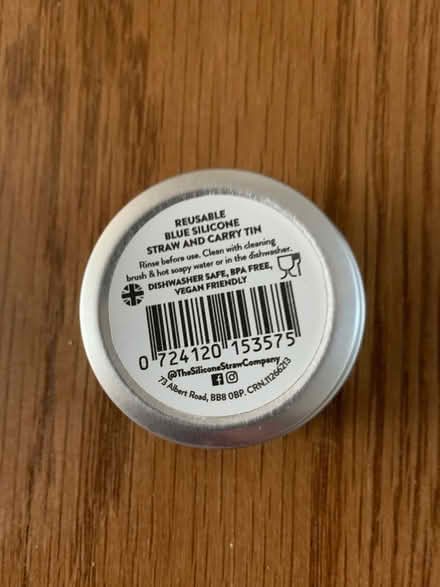 REUSABLE
BLUE SILICONE
STRAW AND CARRY TIN
Rinse before use. Clean with cleaning
brush & hot soapy water or in the dishwasher.
DISHWASHER SAFE, BPA FREE,
VEGAN FRIENDLY
0 724120 153575
@TheSiliconeStrawCompany
73 Albert Road, BB8 0BP. CRN.11266213